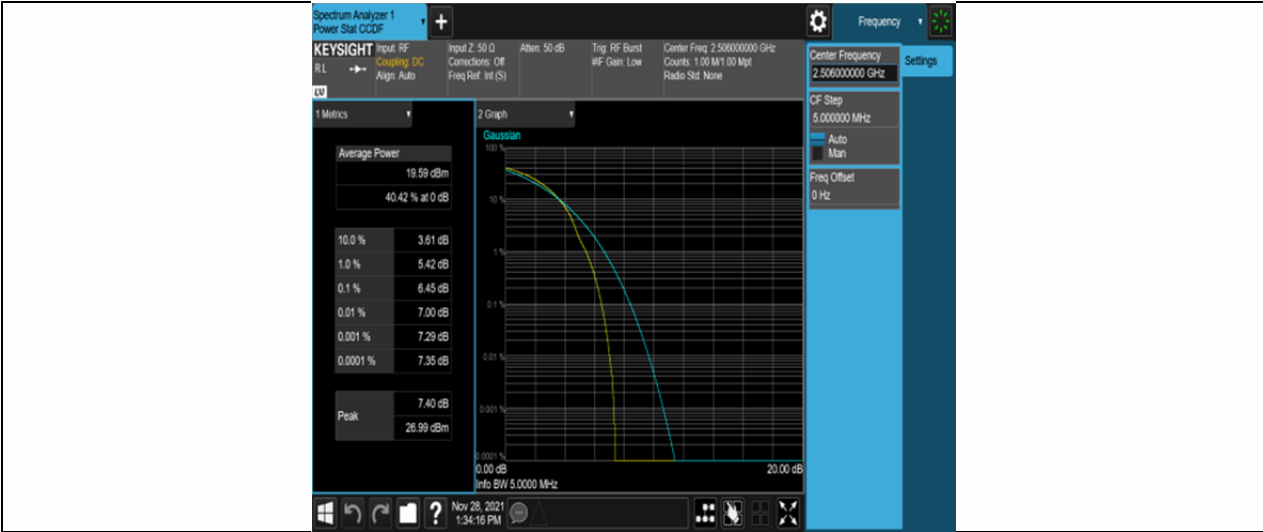 Spectrum Analyzer 1
Power Stat CCDF
Frequency
KEYSIGHT
RL
LV
Input: RF
Coupling: DC
Align: Auto
Input Z: 50 Ω
Corrections: Off
Freq Ref: Int (S)
Atten: 50 dB
Trig: RF Burst
#IF Gain: Low
Center Freq: 2.506000000 GHz
Counts: 1.00 M/1.00 Mpt
Radio Std: None
Center Frequency
2.506000000 GHz
Settings
CF Step
5.000000 MHz
Auto
Man
Freq Offset
0 Hz
1 Metrics
Average Power
19.59 dBm
40.42 % at 0 dB
10.0 % 3.61 dB
1.0 % 5.42 dB
0.1 % 6.45 dB
0.01 % 7.00 dB
0.001 % 7.29 dB
0.0001 % 7.35 dB
Peak
7.40 dB
26.99 dBm
2 Graph
Gaussian
100 %
10 %
1 %
0.1 %
0.01 %
0.001 %
0.0001 %
0.00 dB 20.00 dB
Info BW 5.0000 MHz
Nov 28, 2021
1:34:16 PM